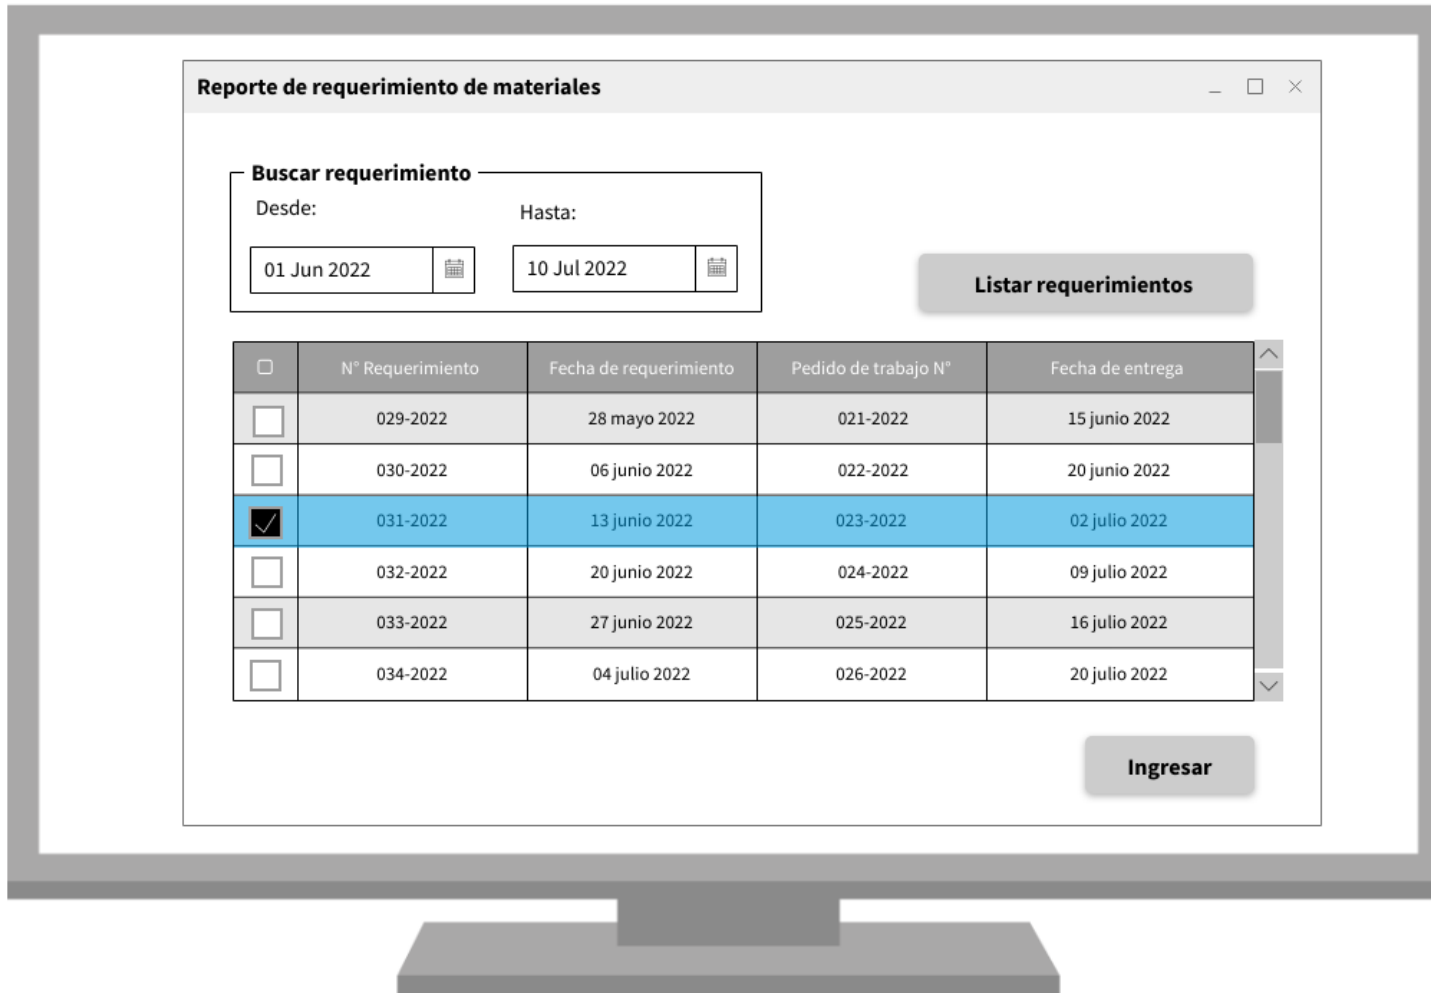 Reporte de requerimiento de materiales
Buscar requerimiento
Desde:
Hasta:
01 Jun 2022
10 Jul 2022
Listar requerimientos
N° Requerimiento Fecha de requerimiento Pedido de trabajo N° Fecha de entrega
029-2022 28 mayo 2022 021-2022 15 junio 2022
030-2022 06 junio 2022 022-2022 20 junio 2022
031-2022 13 junio 2022 023-2022 02 julio 2022
032-2022 20 junio 2022 024-2022 09 julio 2022
033-2022 27 junio 2022 025-2022 16 julio 2022
034-2022 04 julio 2022 026-2022 20 julio 2022
Ingresar